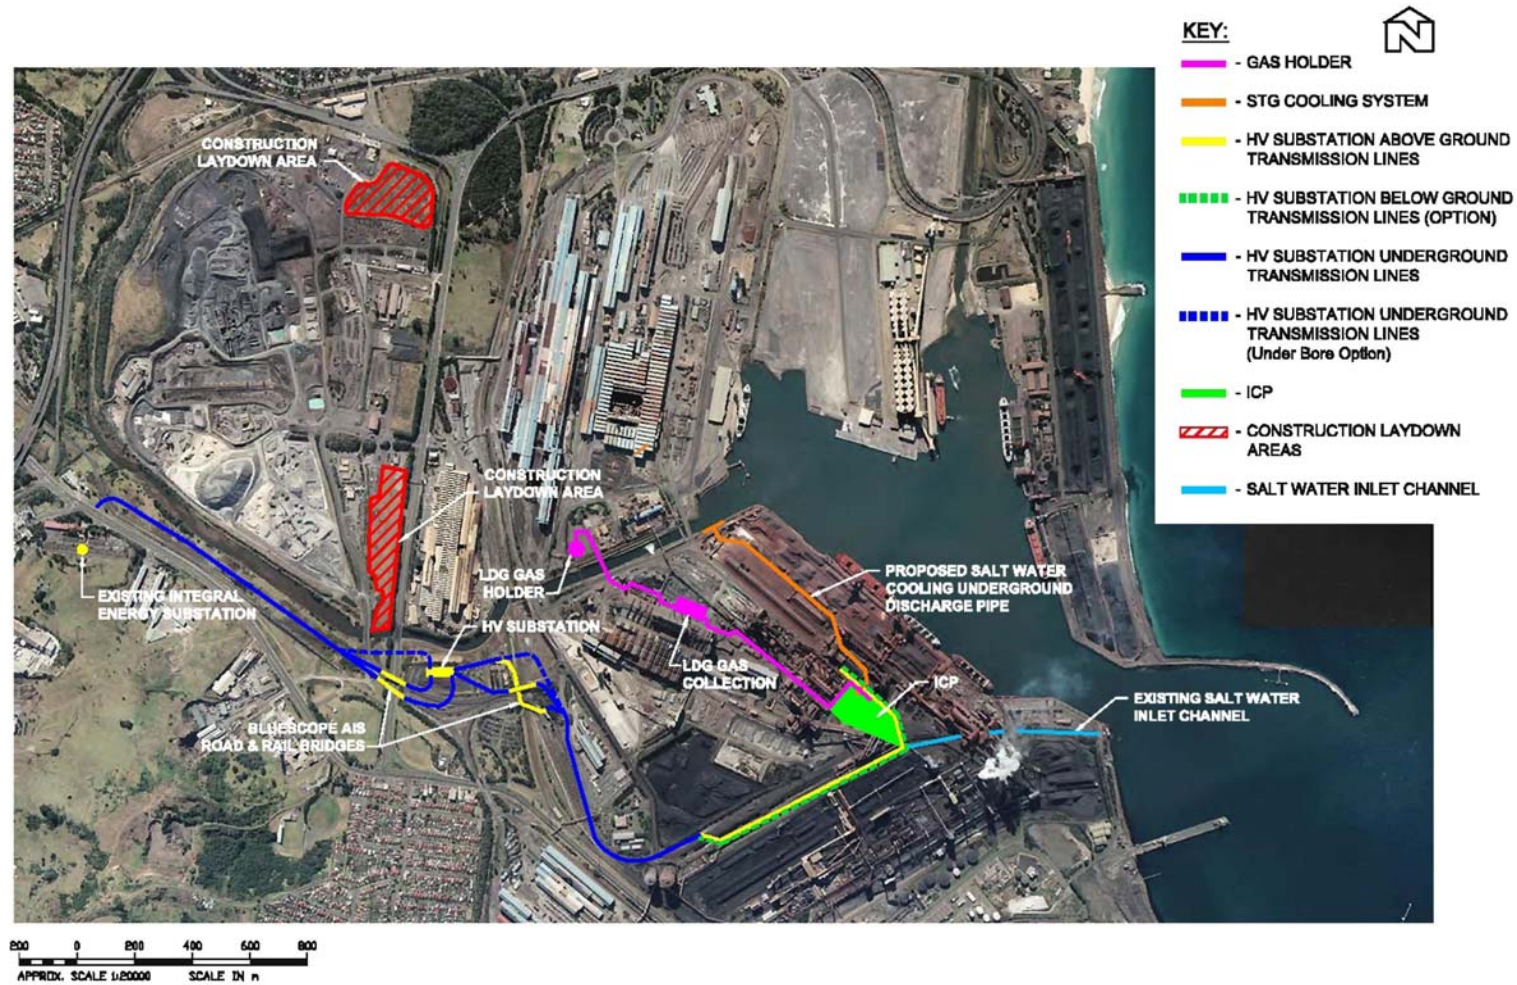 KEY:
N
- GAS HOLDER
- STG COOLING SYSTEM
- HV SUBSTATION ABOVE GROUND
TRANSMISSION LINES
- HV SUBSTATION BELOW GROUND
TRANSMISSION LINES (OPTION)
- HV SUBSTATION UNDERGROUND
TRANSMISSION LINES
- HV SUBSTATION UNDERGROUND
TRANSMISSION LINES
(Under Bore Option)
- ICP
- CONSTRUCTION LAYDOWN
AREAS
- SALT WATER INLET CHANNEL
CONSTRUCTION
LAYDOWN AREA
CONSTRUCTION
LAYDOWN AREA
LDG GAS
HOLDER
PROPOSED SALT WATER
COOLING UNDERGROUND
DISCHARGE PIPE
EXISTING INTEGRAL
ENERGY SUBSTATION
HV SUBSTATION
LDG GAS
COLLECTION
ICP
EXISTING SALT WATER
INLET CHANNEL
BLUESCOPE AIS
ROAD & RAIL BRIDGES
200 0 200 400 600 800
APPROX. SCALE 1:20000 SCALE IN m